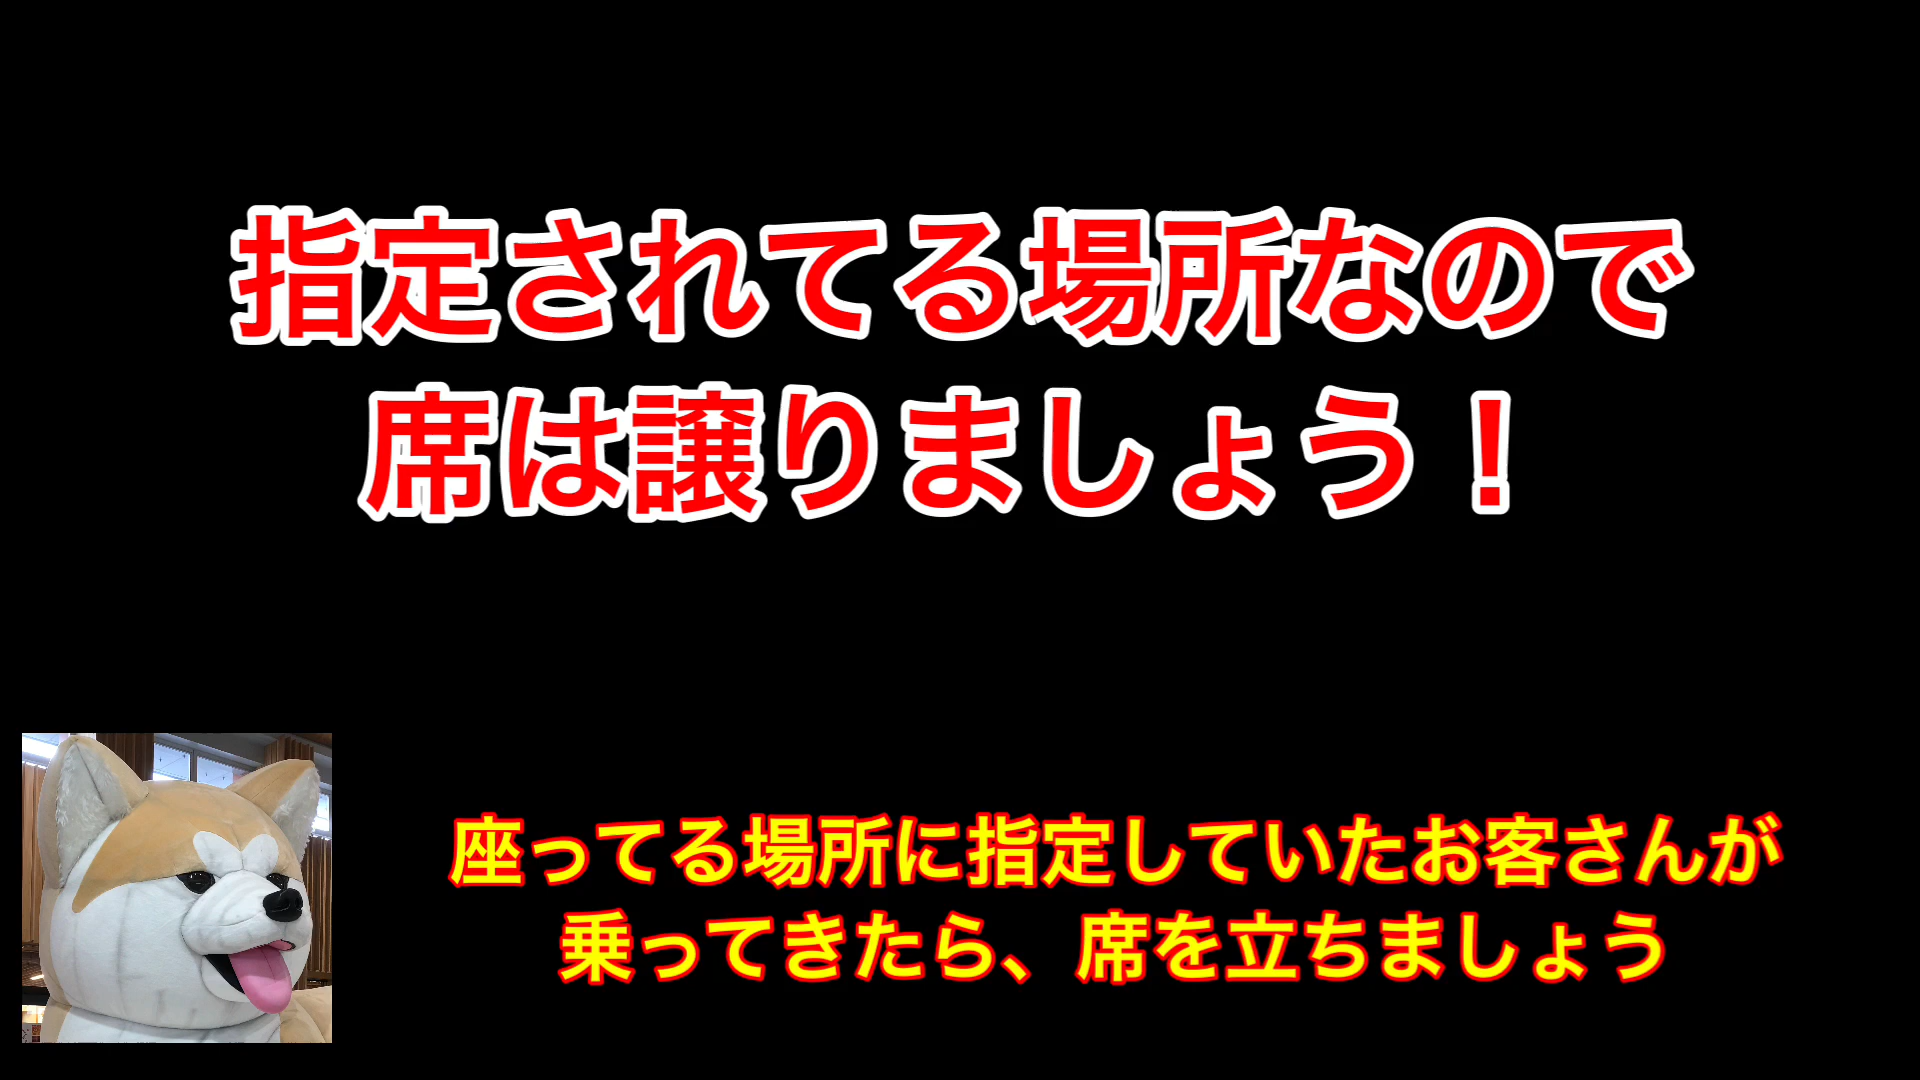 指定されてる場所なので
席は譲りましょう！
座ってる場所に指定していたお客さんが
乗ってきたら、席を立ちましょう